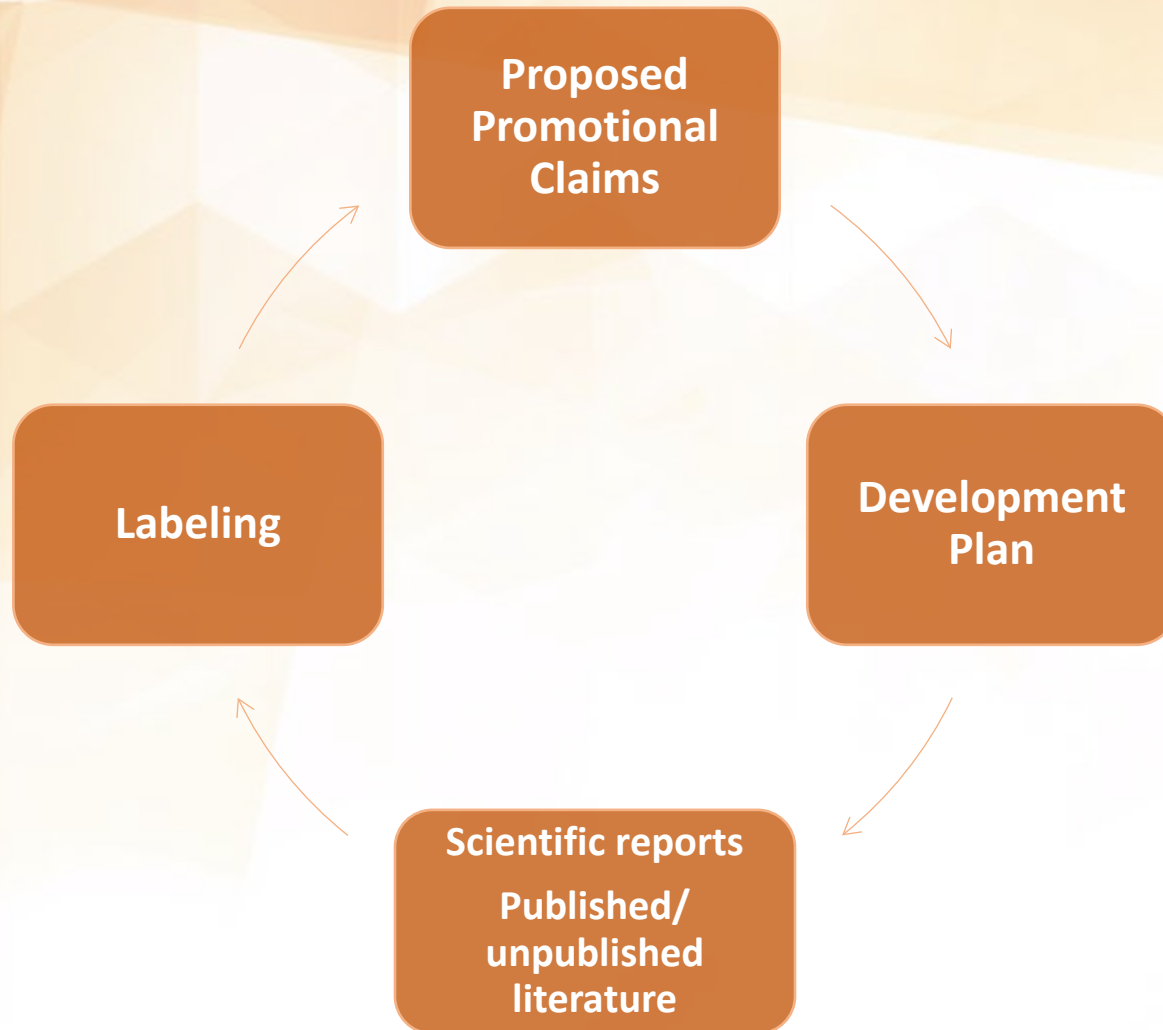 Proposed
Promotional
Claims
Labeling
Development
Plan
Scientific reports
Published/
unpublished
literature